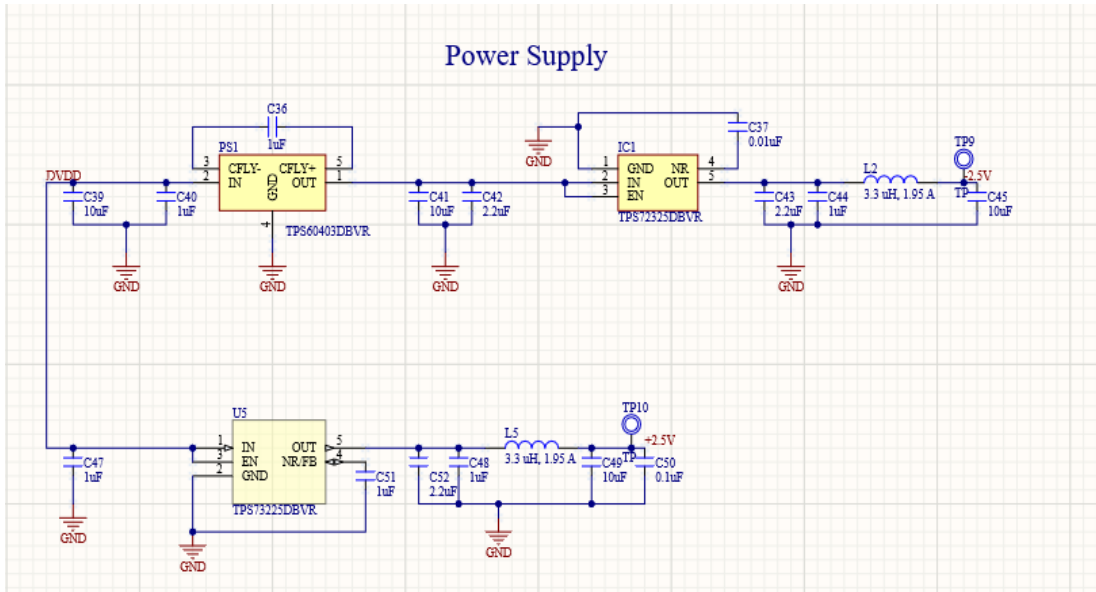 Power Supply
C36
1uF
PS1
3
CFLY-
CFLY+
5
2
IN
OUT
1
GND
4
TPS60403DBVR
DVDD
C39
10uF
C40
1uF
GND
GND
C41
10uF
C42
2.2uF
GND
GND
C37
0.01uF
IC1
1
GND
NR
4
2
IN
OUT
5
3
EN
TPS72325DBVR
C43
2.2uF
C44
1uF
GND
L2
3.3 uH, 1.95 A
TP9
-2.5V
TP
C45
10uF
U5
1
IN
OUT
5
3
EN
NR/FB
4
2
GND
TPS73225DBVR
C47
1uF
GND
GND
C51
1uF
C52
2.2uF
C48
1uF
GND
L5
3.3 uH, 1.95 A
TP10
+2.5V
TP
C49
10uF
C50
0.1uF